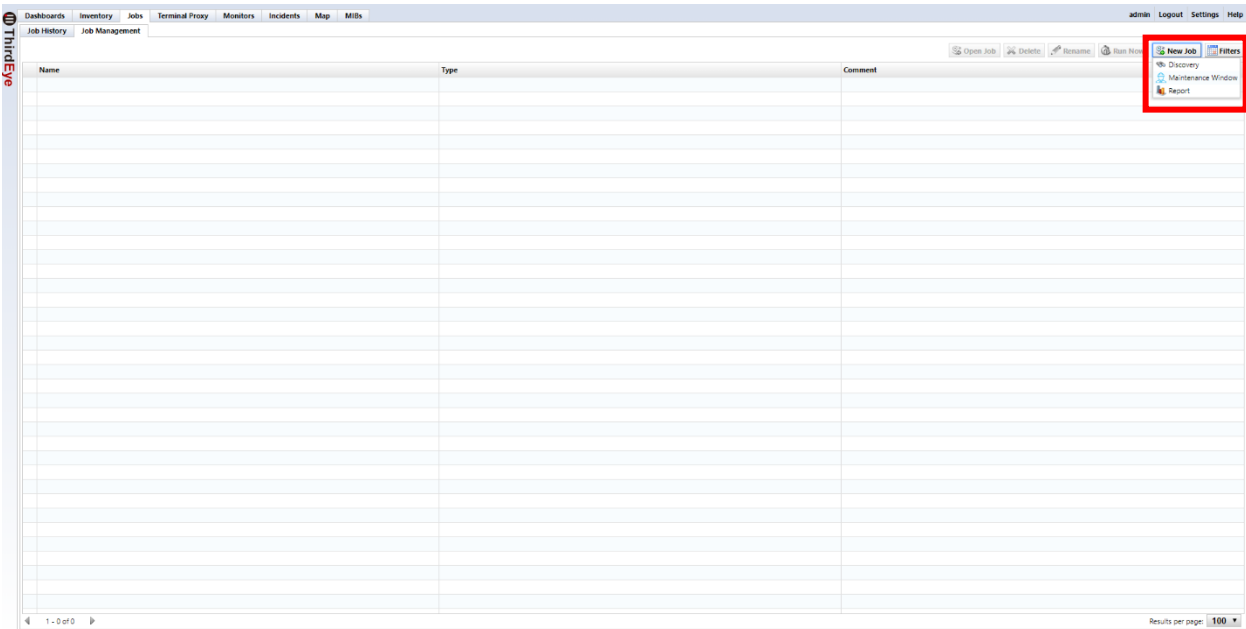 ThirdEye
Dashboards Inventory Jobs Terminal Proxy Monitors Incidents Map MIBs admin Logout Settings Help
Job History Job Management
Open Job Delete Rename Run Now New Job Filters
Discovery
Maintenance Window
Report
Name Type Comment
1 - 0 of 0 Results per page: 100